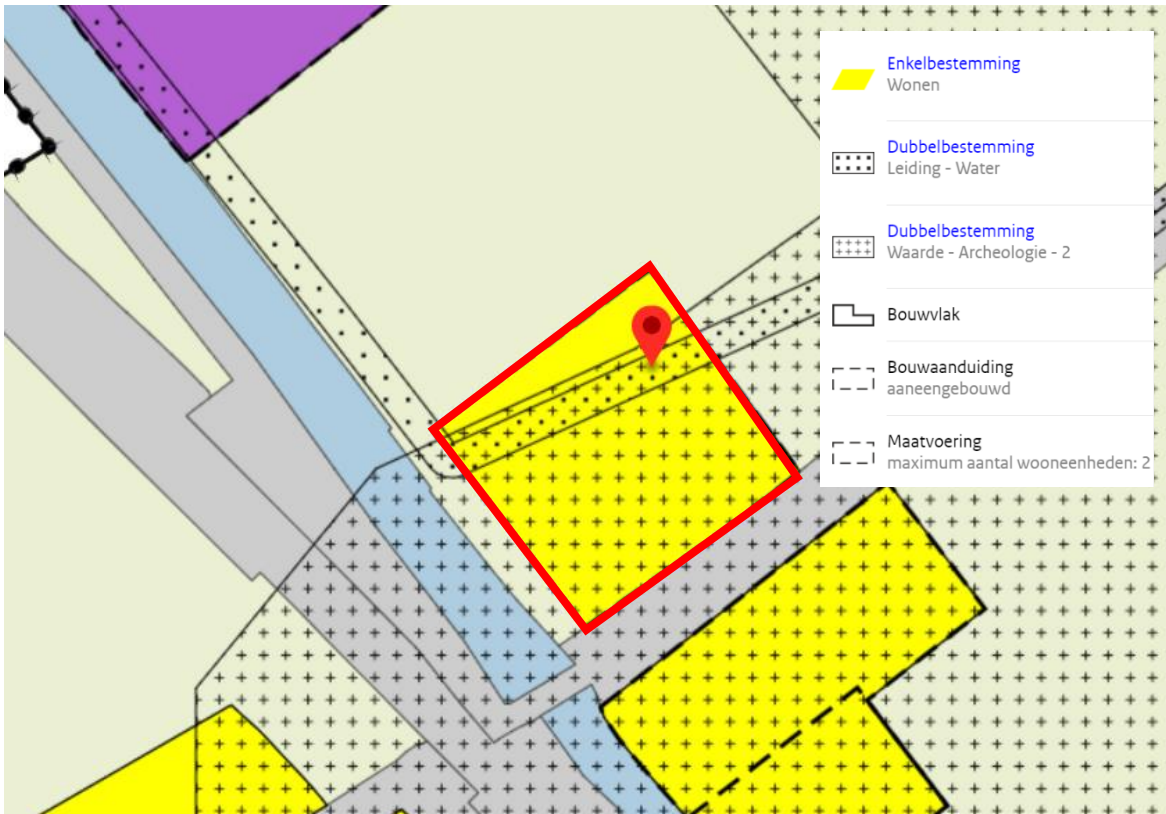 Enkelbestemming
Wonen
Dubbelbestemming
Leiding - Water
Dubbelbestemming
Waarde - Archeologie - 2
Bouwvlak
Bouwaanduiding
aaneengebouwd
Maatvoering
maximum aantal wooneenheden: 2